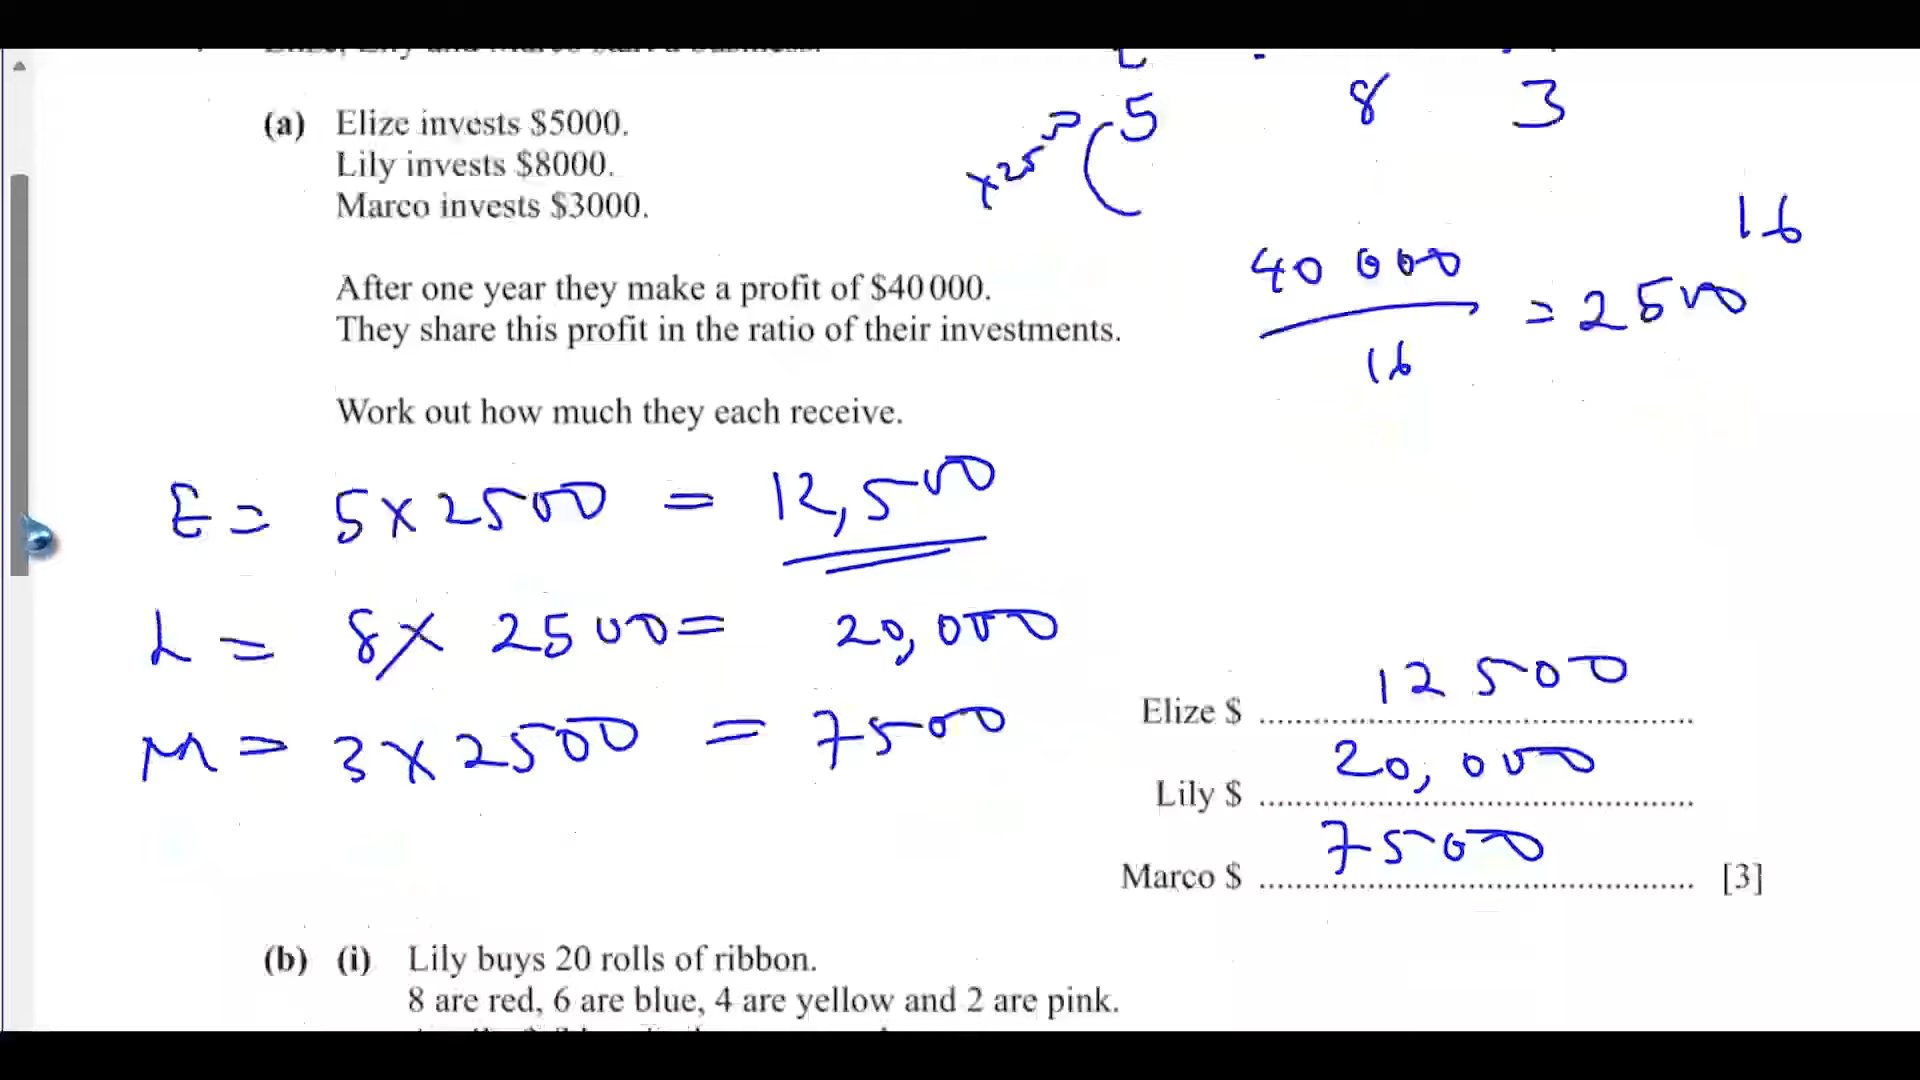 (a) Elize invests $5000.
Lily invests $8000.
Marco invests $3000.
5 8 3
×2500
16
After one year they make a profit of $40 000.
They share this profit in the ratio of their investments.
40 000
16
= 2500
Work out how much they each receive.
E = 5 × 2500 = 12,500
L = 8 × 2500 = 20,000
M = 3 × 2500 = 7500
Elize $ 12 500
Lily $ 20,000
Marco $ 7500 [3]
(b) (i) Lily buys 20 rolls of ribbon.
8 are red, 6 are blue, 4 are yellow and 2 are pink.